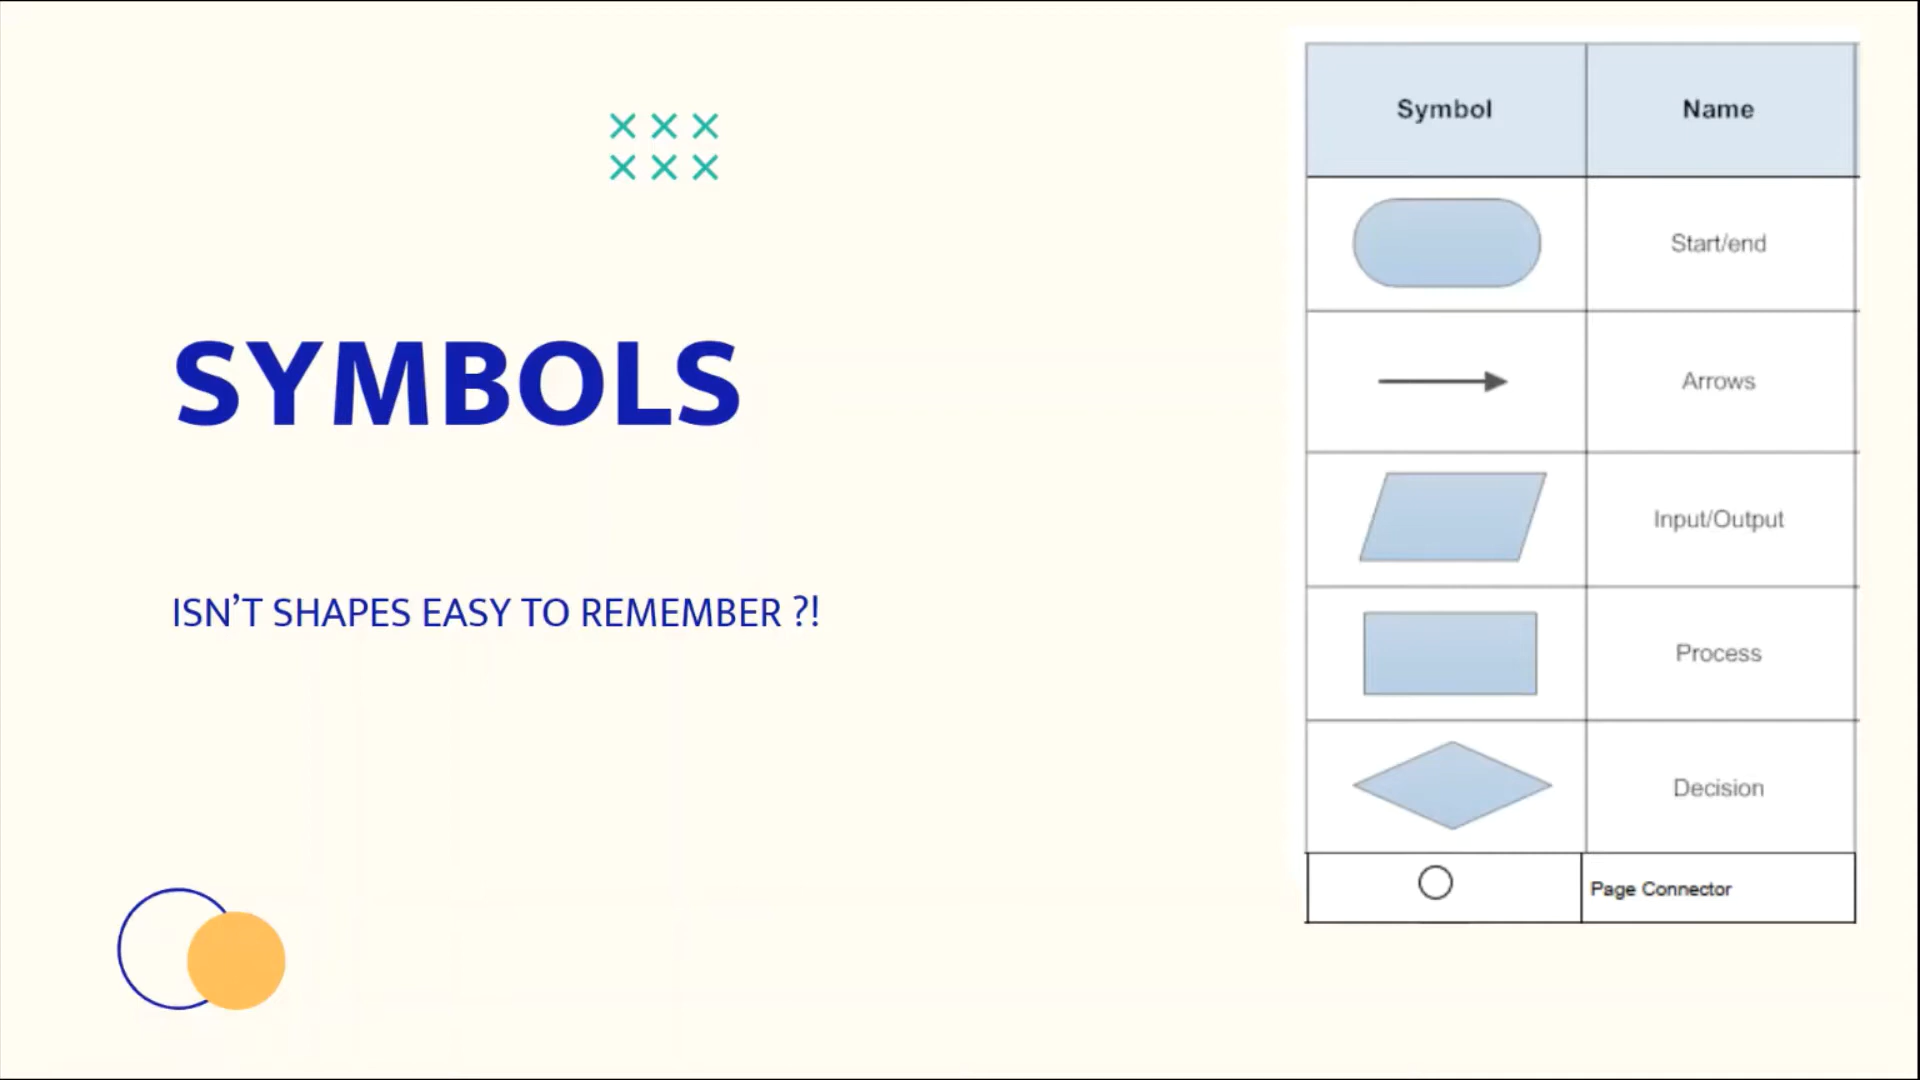 SYMBOLS
ISN’T SHAPES EASY TO REMEMBER ?!
Symbol Name
Start/end
Arrows
Input/Output
Process
Decision
Page Connector